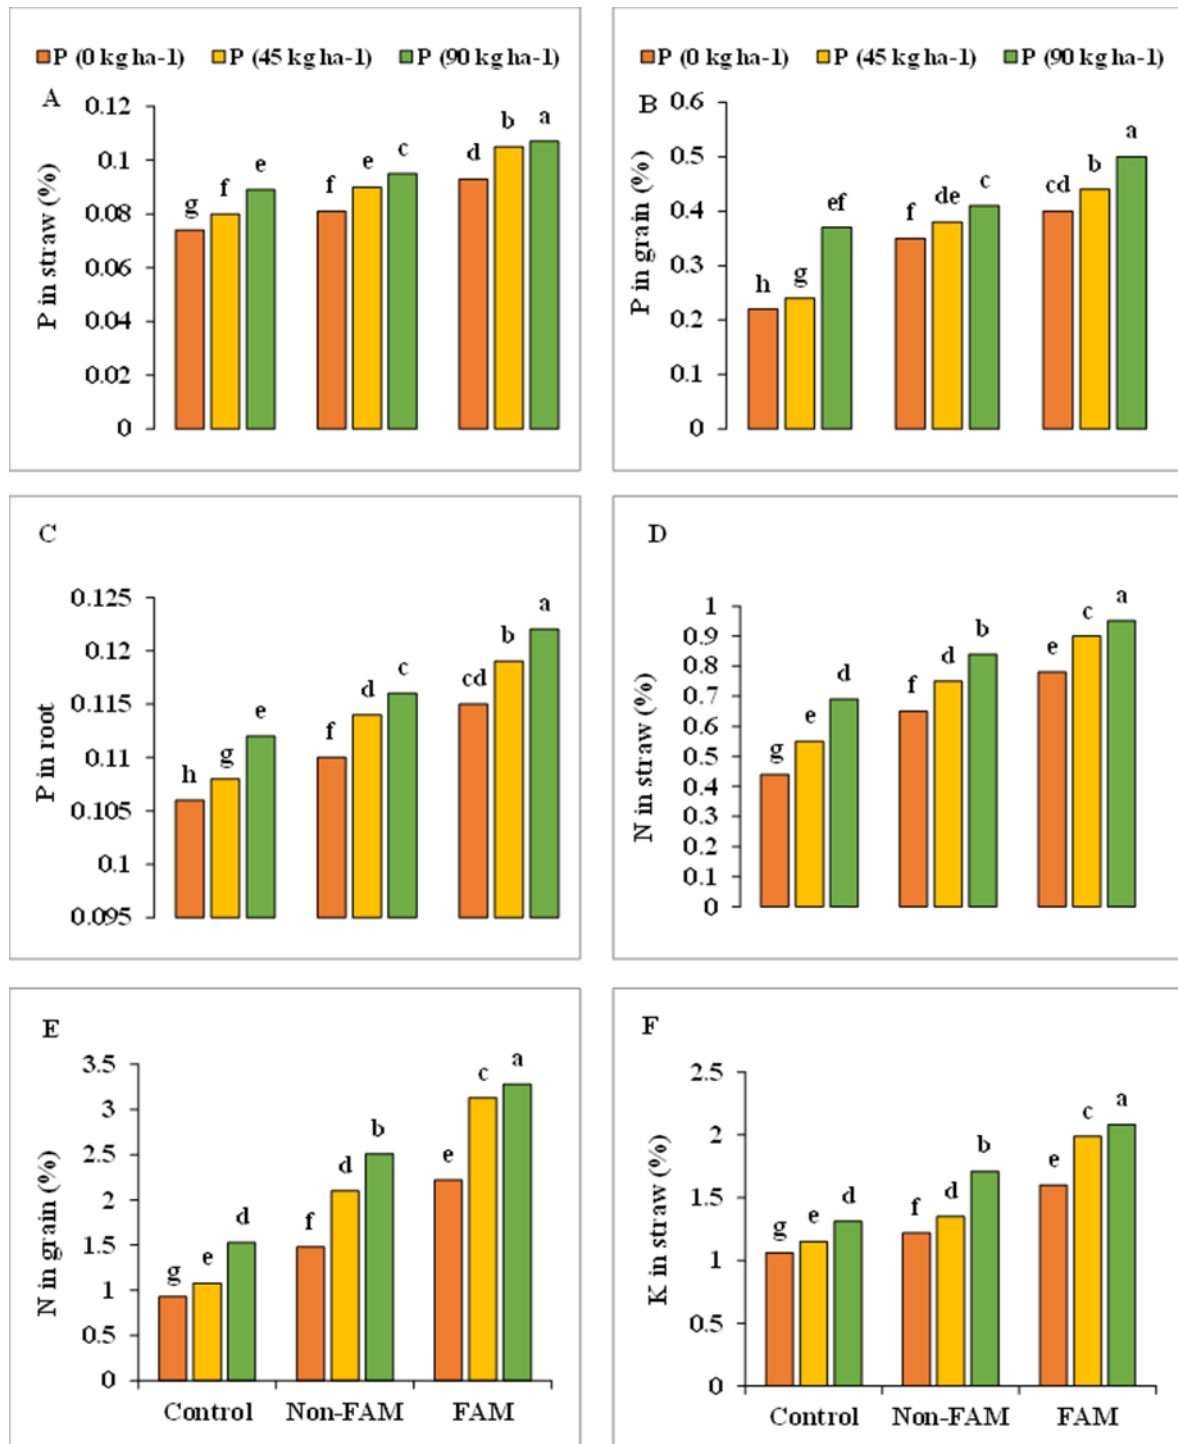 P (0 kg ha-1) P (45 kg ha-1) P (90 kg ha-1)
A
P in straw (%)
0.12
0.1
0.08
0.06
0.04
0.02
0
g f e f e c d b a
P (0 kg ha-1) P (45 kg ha-1) P (90 kg ha-1)
B
P in grain (%)
0.6
0.5
0.4
0.3
0.2
0.1
0
h g ef f de c cd b a
C
P in root
0.125
0.12
0.115
0.11
0.105
0.1
0.095
h g e f d c cd b a
D
N in straw (%)
1
0.9
0.8
0.7
0.6
0.5
0.4
0.3
0.2
0.1
0
g e d f d b e c a
E
N in grain (%)
3.5
3
2.5
2
1.5
1
0.5
0
g e d f d b e c a
Control Non-FAM FAM
F
K in straw (%)
2.5
2
1.5
1
0.5
0
g e d f d b e c a
Control Non-FAM FAM